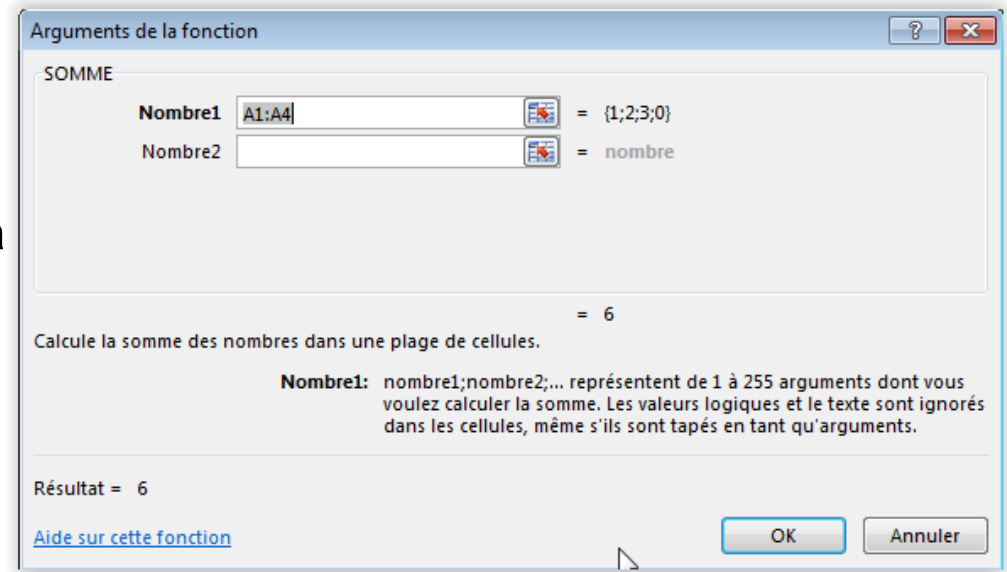 Arguments de la fonction
?
SOMME
Nombre1 A1:A4 = {1;2;3;0}
Nombre2 = nombre
= 6
Calcule la somme des nombres dans une plage de cellules.
Nombre1: nombre1;nombre2;... représentent de 1 à 255 arguments dont vous
voulez calculer la somme. Les valeurs logiques et le texte sont ignorés
dans les cellules, même s'ils sont tapés en tant qu'arguments.
Résultat = 6
Aide sur cette fonction
OK Annuler